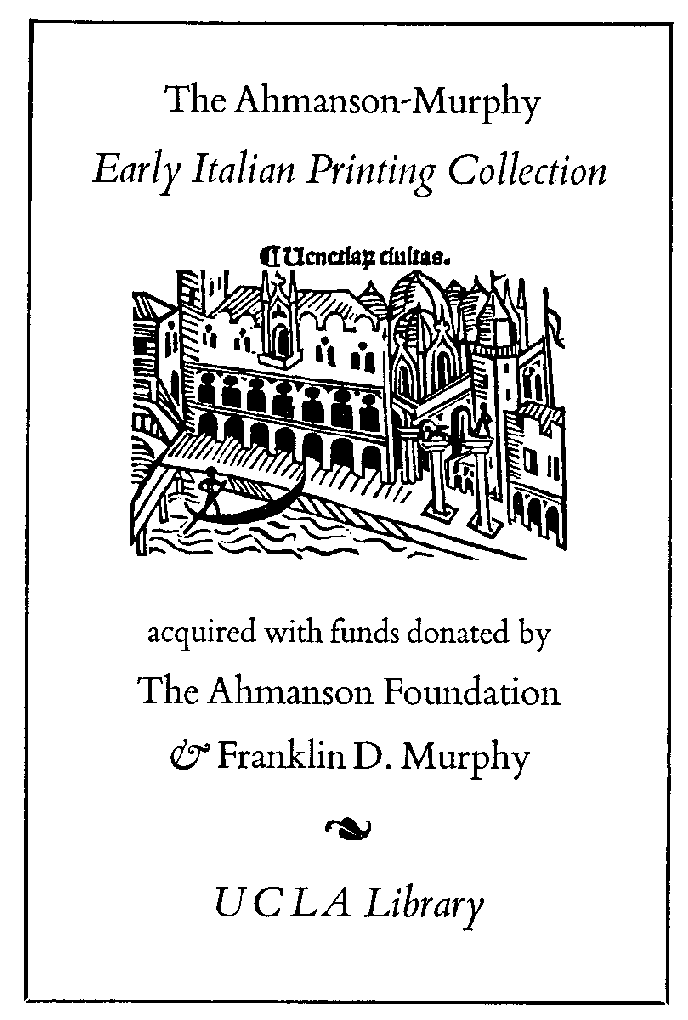 The Ahmanson-Murphy
Early Italian Printing Collection
¶Uenetiaꝝ ciuitas.
acquired with funds donated by
The Ahmanson Foundation
& Franklin D. Murphy
UCLA Library